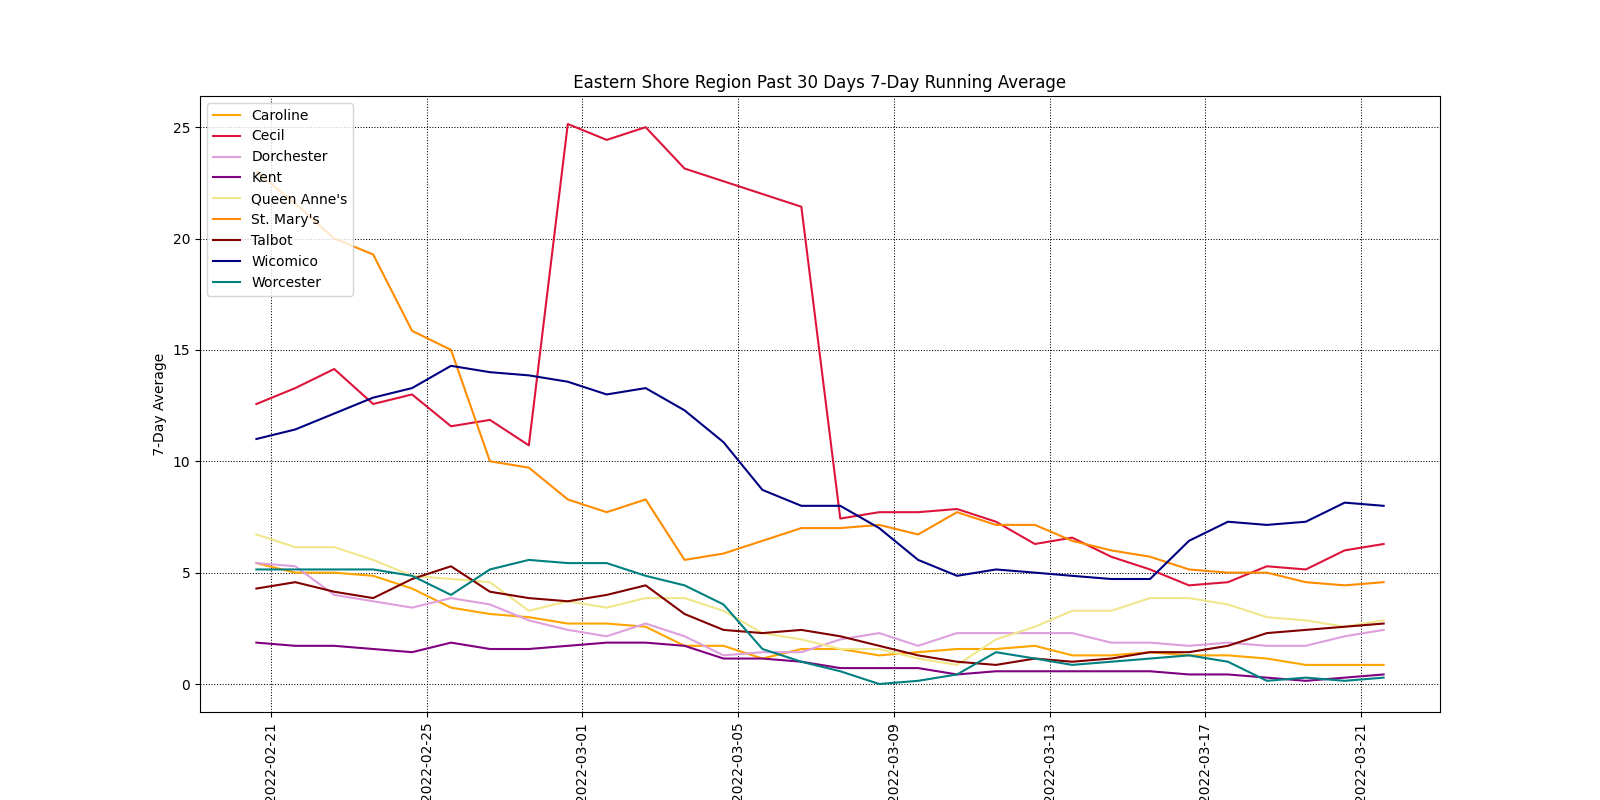 Eastern Shore Region Past 30 Days 7-Day Running Average
Caroline
Cecil
Dorchester
Kent
Queen Anne's
St. Mary's
Talbot
Wicomico
Worcester
7-Day Average
25
20
15
10
5
0
2022-02-21
2022-02-25
2022-03-01
2022-03-05
2022-03-09
2022-03-13
2022-03-17
2022-03-21